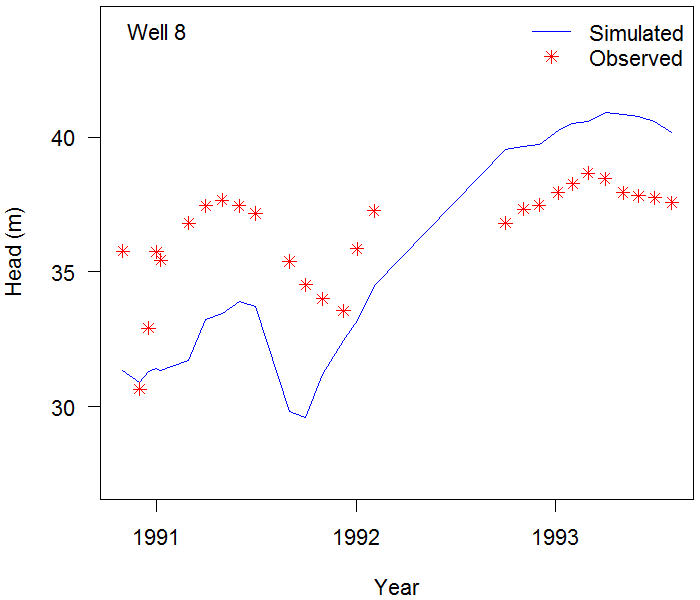 Well 8
Simulated
Observed
40
35
30
Head (m)
1991 1992 1993
Year